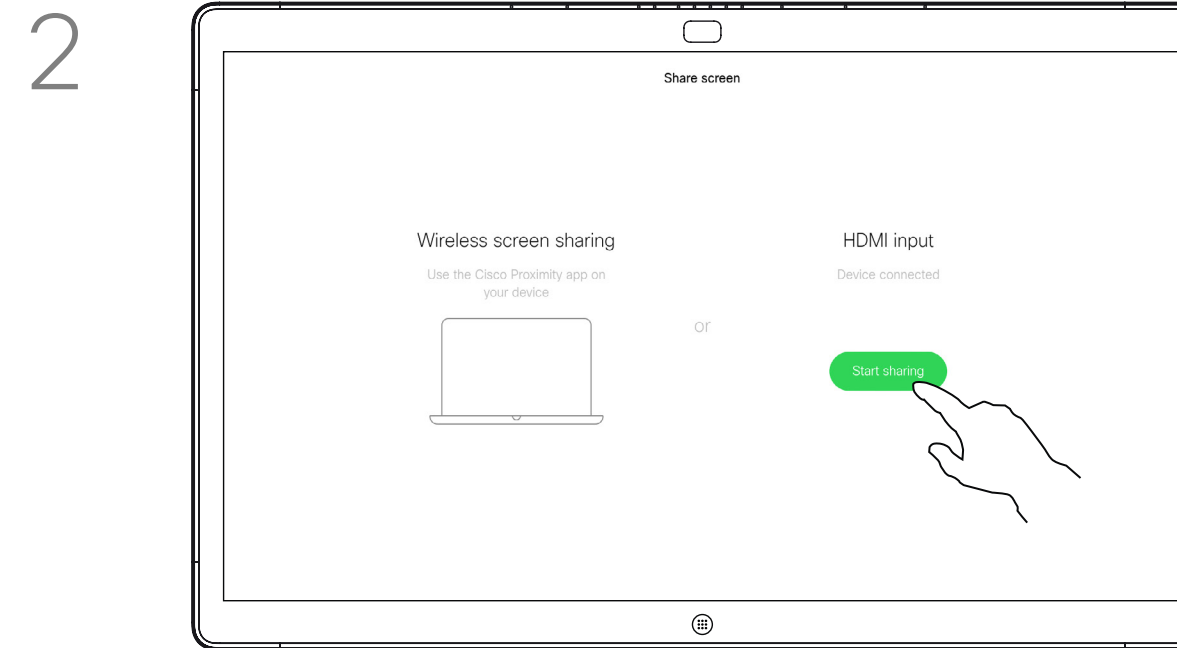 2
Share screen
Wireless screen sharing
Use the Cisco Proximity app on
your device
or
HDMI input
Device connected
Start sharing